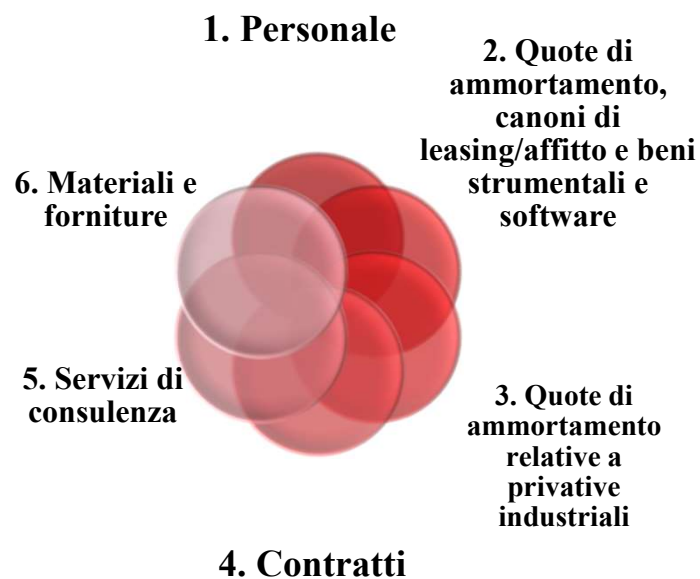 1. Personale
2. Quote di
ammortamento,
canoni di
leasing/affitto e beni
strumentali e
software
3. Quote di
ammortamento
relative a
privative
industriali
4. Contratti
5. Servizi di
consulenza
6. Materiali e
forniture